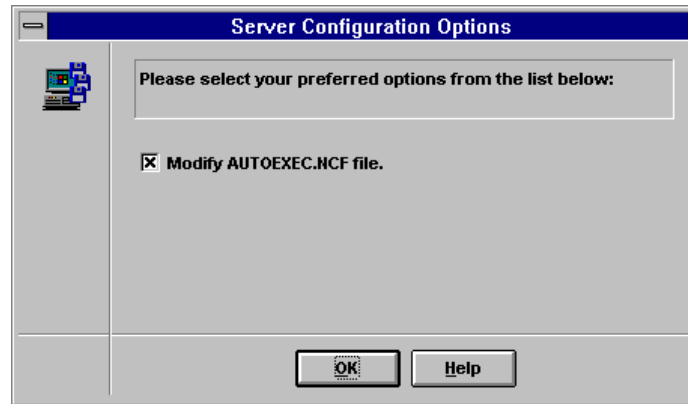 Server Configuration Options
Please select your preferred options from the list below:
Modify AUTOEXEC.NCF file.
OK Help